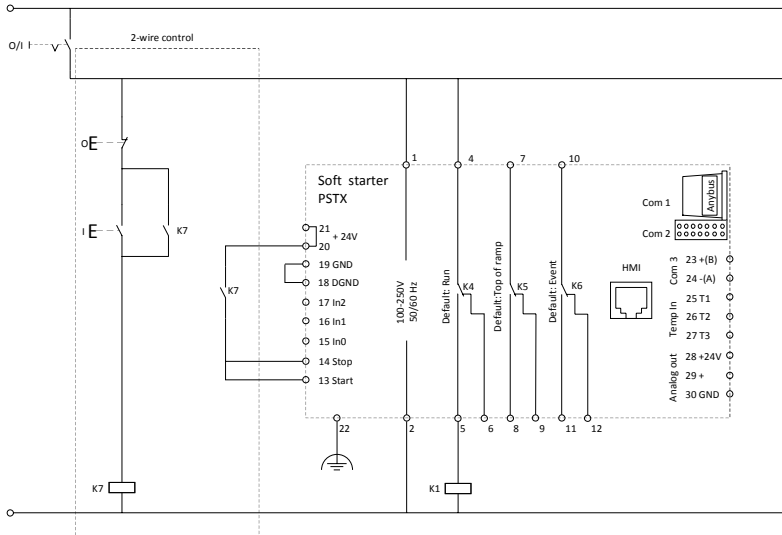 O/I
2-wire control
O
I
K7
K7
K7
K1
Soft starter
PSTX
21
+ 24V
20
19 GND
18 DGND
17 In2
16 In1
15 In0
14 Stop
13 Start
22
1
100-250V
50/60 Hz
2
4
Default: Run
K4
5
6
7
Default:Top of ramp
K5
8
9
10
Default: Event
K6
11
12
HMI
Com 1
Anybus
Com 2
Com 3
23 +(B)
24 -(A)
Temp In
25 T1
26 T2
27 T3
Analog out
28 +24V
29 +
30 GND